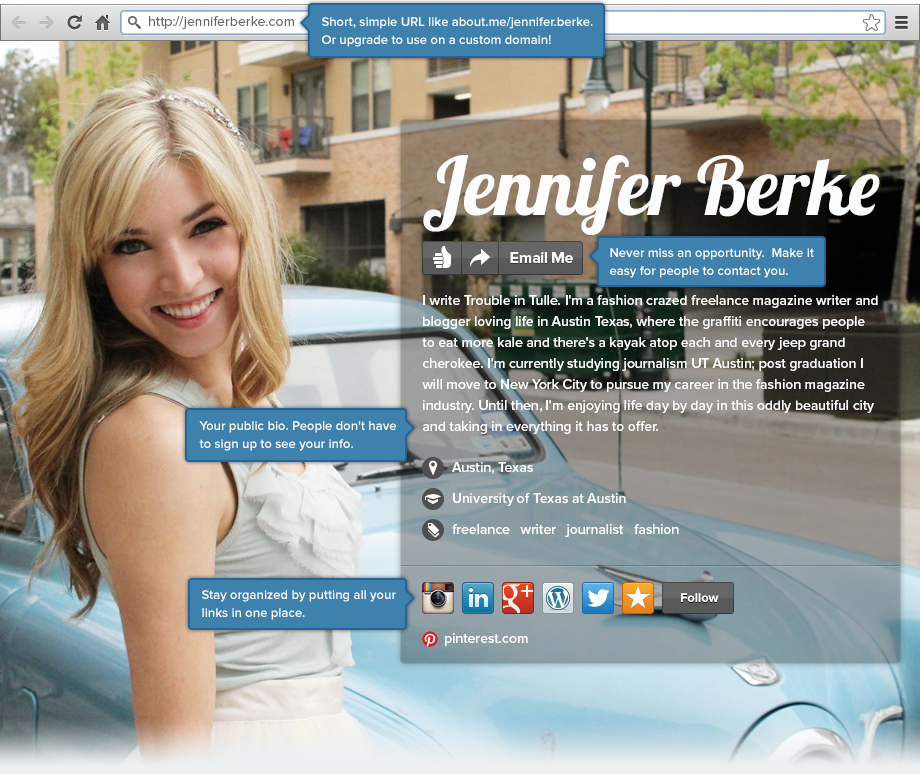 http://jenniferberke.com
Short, simple URL like about.me/jennifer.berke.
Or upgrade to use on a custom domain!
Jennifer Berke
Email Me
Never miss an opportunity. Make it
easy for people to contact you.
I write Trouble in Tulle. I'm a fashion crazed freelance magazine writer and
blogger loving life in Austin Texas, where the graffiti encourages people
to eat more kale and there's a kayak atop each and every jeep grand
cherokee. I'm currently studying journalism UT Austin; post graduation I
will move to New York City to pursue my career in the fashion magazine
industry. Until then, I'm enjoying life day by day in this oddly beautiful city
and taking in everything it has to offer.
Your public bio. People don't have
to sign up to see your info.
Austin, Texas
University of Texas at Austin
freelance writer journalist fashion
Stay organized by putting all your
links in one place.
in g+ W
Follow
pinterest.com